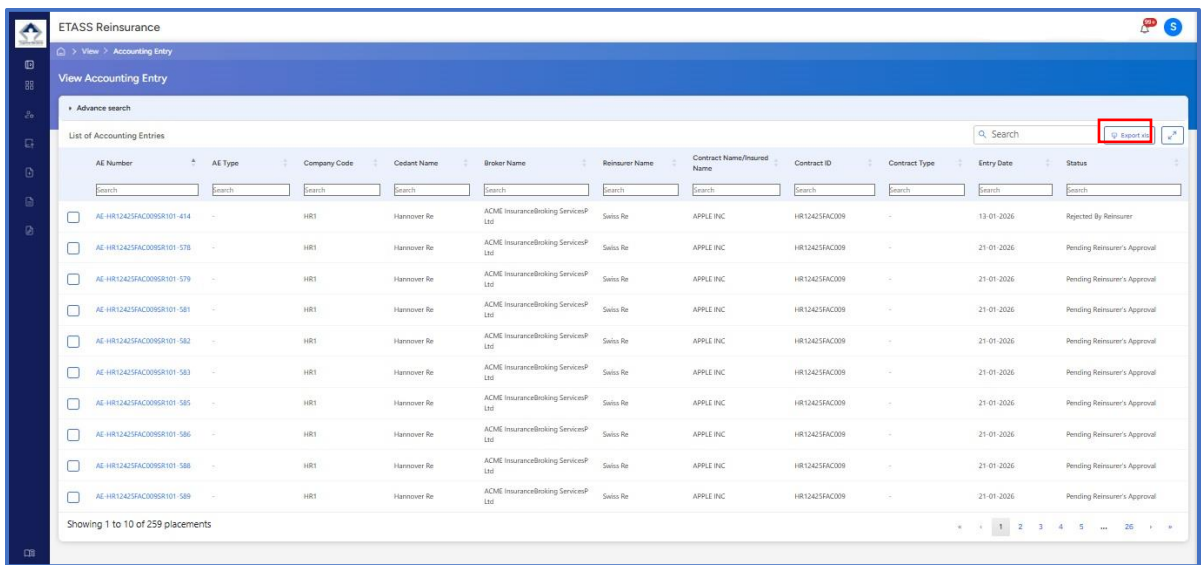 ETASS Reinsurance
99+
S
> View > Accounting Entry
View Accounting Entry
Advance search
List of Accounting Entries
Search
Export xls
AE Number AE Type Company Code Cedant Name Broker Name Reinsurer Name Contract Name/Insured Name Contract ID Contract Type Entry Date Status
Search Search Search Search Search Search Search Search Search Search Search
AE-HR12425FAC009SR101-414 - HR1 Hannover Re ACME InsuranceBroking ServicesP Ltd Swiss Re APPLE INC HR12425FAC009 - 13-01-2026 Rejected By Reinsurer
AE-HR12425FAC009SR101-578 - HR1 Hannover Re ACME InsuranceBroking ServicesP Ltd Swiss Re APPLE INC HR12425FAC009 - 21-01-2026 Pending Reinsurer's Approval
AE-HR12425FAC009SR101-579 - HR1 Hannover Re ACME InsuranceBroking ServicesP Ltd Swiss Re APPLE INC HR12425FAC009 - 21-01-2026 Pending Reinsurer's Approval
AE-HR12425FAC009SR101-581 - HR1 Hannover Re ACME InsuranceBroking ServicesP Ltd Swiss Re APPLE INC HR12425FAC009 - 21-01-2026 Pending Reinsurer's Approval
AE-HR12425FAC009SR101-582 - HR1 Hannover Re ACME InsuranceBroking ServicesP Ltd Swiss Re APPLE INC HR12425FAC009 - 21-01-2026 Pending Reinsurer's Approval
AE-HR12425FAC009SR101-583 - HR1 Hannover Re ACME InsuranceBroking ServicesP Ltd Swiss Re APPLE INC HR12425FAC009 - 21-01-2026 Pending Reinsurer's Approval
AE-HR12425FAC009SR101-585 - HR1 Hannover Re ACME InsuranceBroking ServicesP Ltd Swiss Re APPLE INC HR12425FAC009 - 21-01-2026 Pending Reinsurer's Approval
AE-HR12425FAC009SR101-586 - HR1 Hannover Re ACME InsuranceBroking ServicesP Ltd Swiss Re APPLE INC HR12425FAC009 - 21-01-2026 Pending Reinsurer's Approval
AE-HR12425FAC009SR101-588 - HR1 Hannover Re ACME InsuranceBroking ServicesP Ltd Swiss Re APPLE INC HR12425FAC009 - 21-01-2026 Pending Reinsurer's Approval
AE-HR12425FAC009SR101-589 - HR1 Hannover Re ACME InsuranceBroking ServicesP Ltd Swiss Re APPLE INC HR12425FAC009 - 21-01-2026 Pending Reinsurer's Approval
Showing 1 to 10 of 259 placements
« ‹ 1 2 3 4 5 ... 26 › »